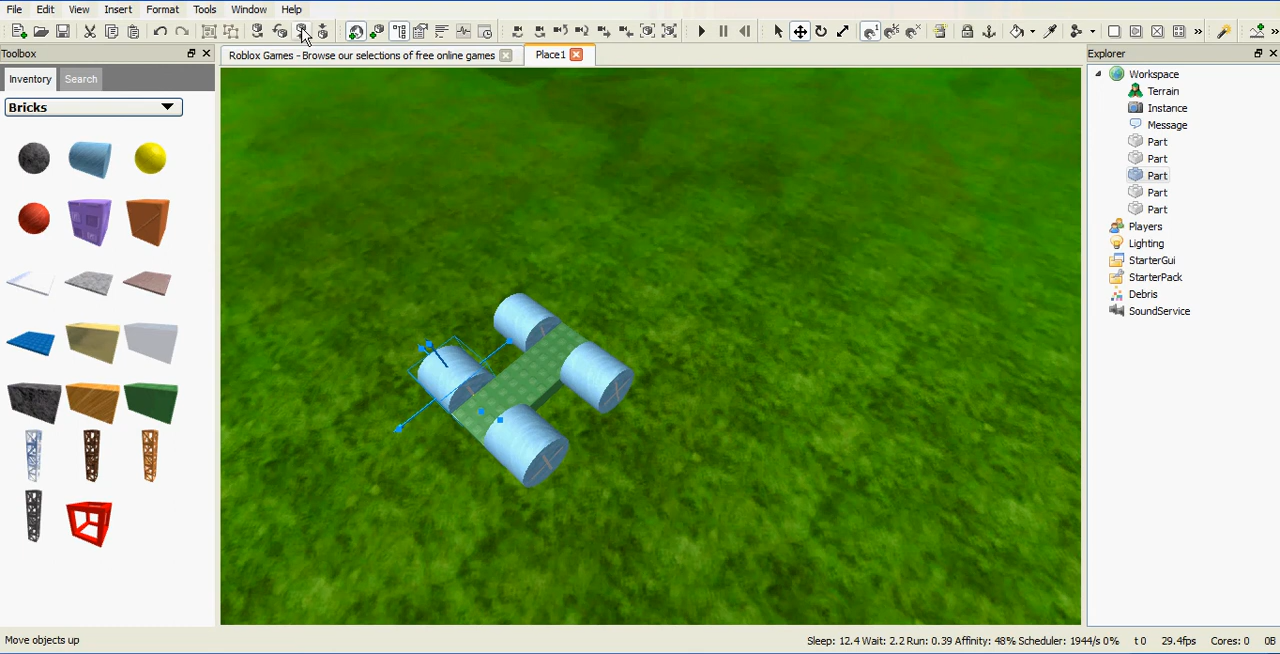 File Edit View Insert Format Tools Window Help
Toolbox
Roblox Games - Browse our selections of free online games
Place1
Explorer
Inventory Search
Bricks
Workspace
Terrain
Instance
Message
Part
Part
Part
Part
Part
Players
Lighting
StarterGui
StarterPack
Debris
SoundService
Move objects up
Sleep: 12.4 Wait: 2.2 Run: 0.39 Affinity: 48% Scheduler: 1944/s 0% t 0 29.4fps Cores: 0 0B